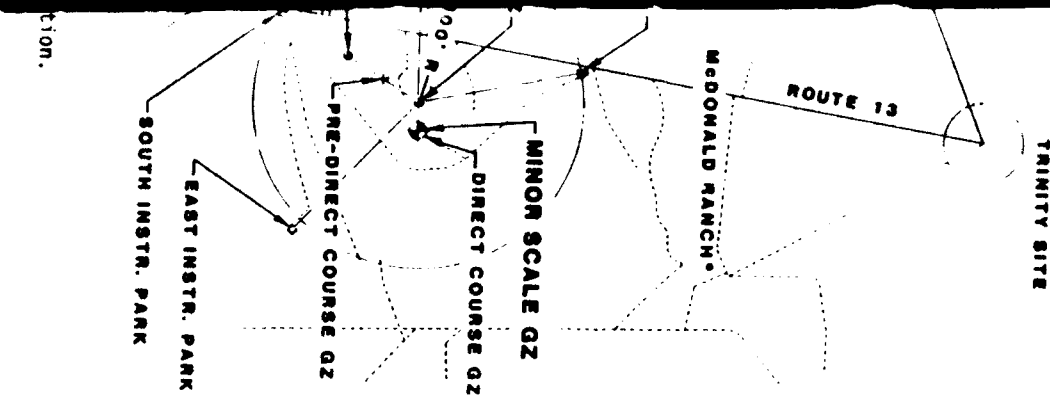 TRINITY SITE
ROUTE 13
McDONALD RANCH
MINOR SCALE GZ
DIRECT COURSE GZ
PRE-DIRECT COURSE GZ
EAST INSTR. PARK
SOUTH INSTR. PARK
00' R
tion.